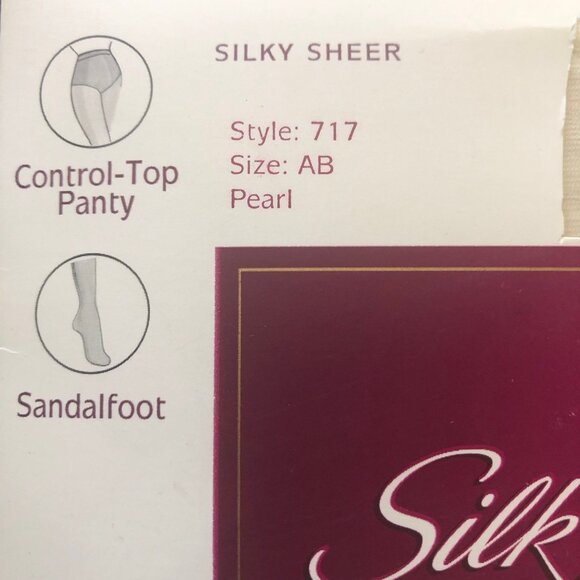 SILKY SHEER
Style: 717
Size: AB
Pearl
Control-Top
Panty
Sandalfoot
Silk